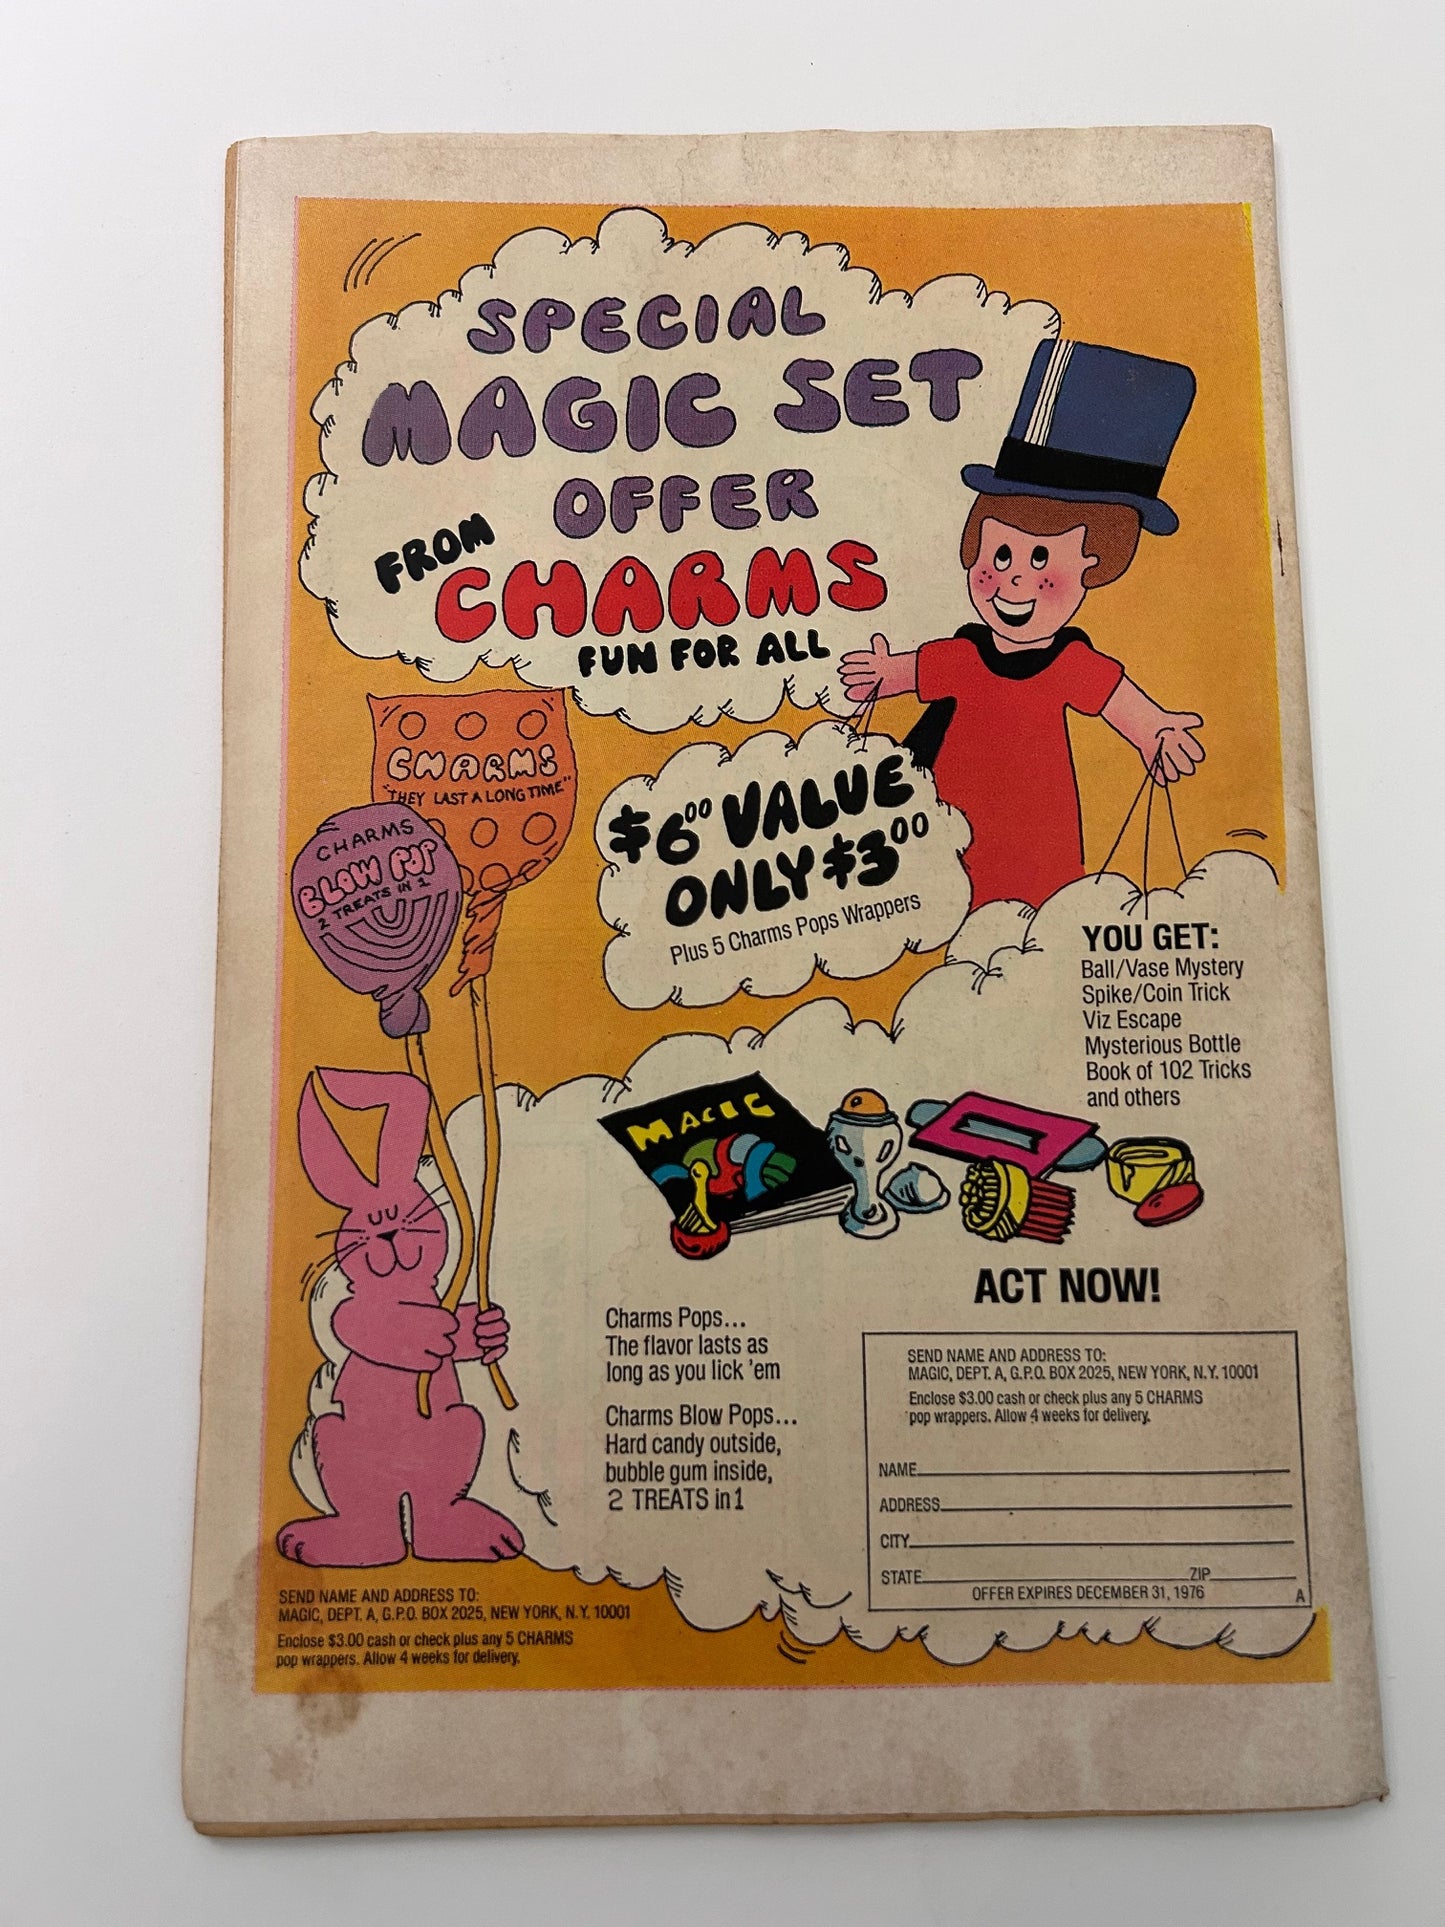 SPECIAL
MAGIC SET
OFFER
FROM
CHARMS
FUN FOR ALL
CHARMS
"THEY LAST A LONG TIME"
CHARMS
BLOW POP
2 TREATS IN 1
$6.00 VALUE
ONLY $3.00
Plus 5 Charms Pops Wrappers
YOU GET:
Ball/Vase Mystery
Spike/Coin Trick
Viz Escape
Mysterious Bottle
Book of 102 Tricks
and others
MAGIC
ACT NOW!
Charms Pops...
The flavor lasts as
long as you lick 'em
Charms Blow Pops...
Hard candy outside,
bubble gum inside,
2 TREATS in 1
SEND NAME AND ADDRESS TO:
MAGIC, DEPT. A, G.P.O. BOX 2025, NEW YORK, N.Y. 10001
Enclose $3.00 cash or check plus any 5 CHARMS
pop wrappers. Allow 4 weeks for delivery.
NAME
ADDRESS
CITY
STATE ZIP
OFFER EXPIRES DECEMBER 31, 1976 A
SEND NAME AND ADDRESS TO:
MAGIC, DEPT. A, G.P.O. BOX 2025, NEW YORK, N.Y. 10001
Enclose $3.00 cash or check plus any 5 CHARMS
pop wrappers. Allow 4 weeks for delivery.